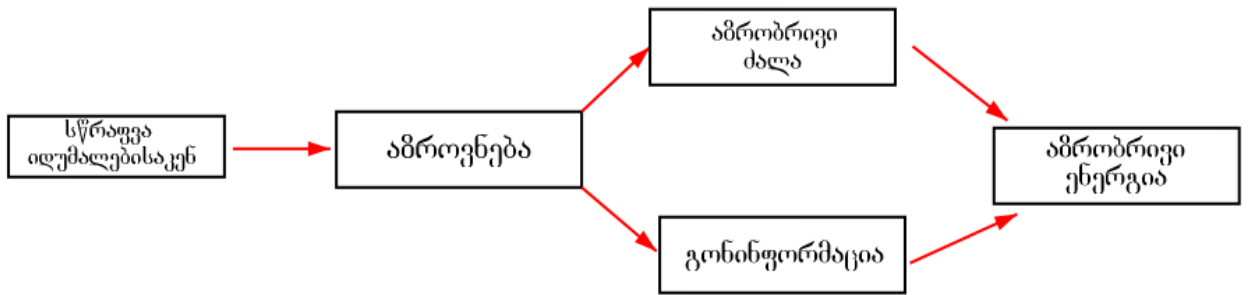 სწრაფვა
იდუმალებისაკენ
აზროვნება
აზრობრივი
ძალა
გონინფორმაცია
აზრობრივი
ენერგია